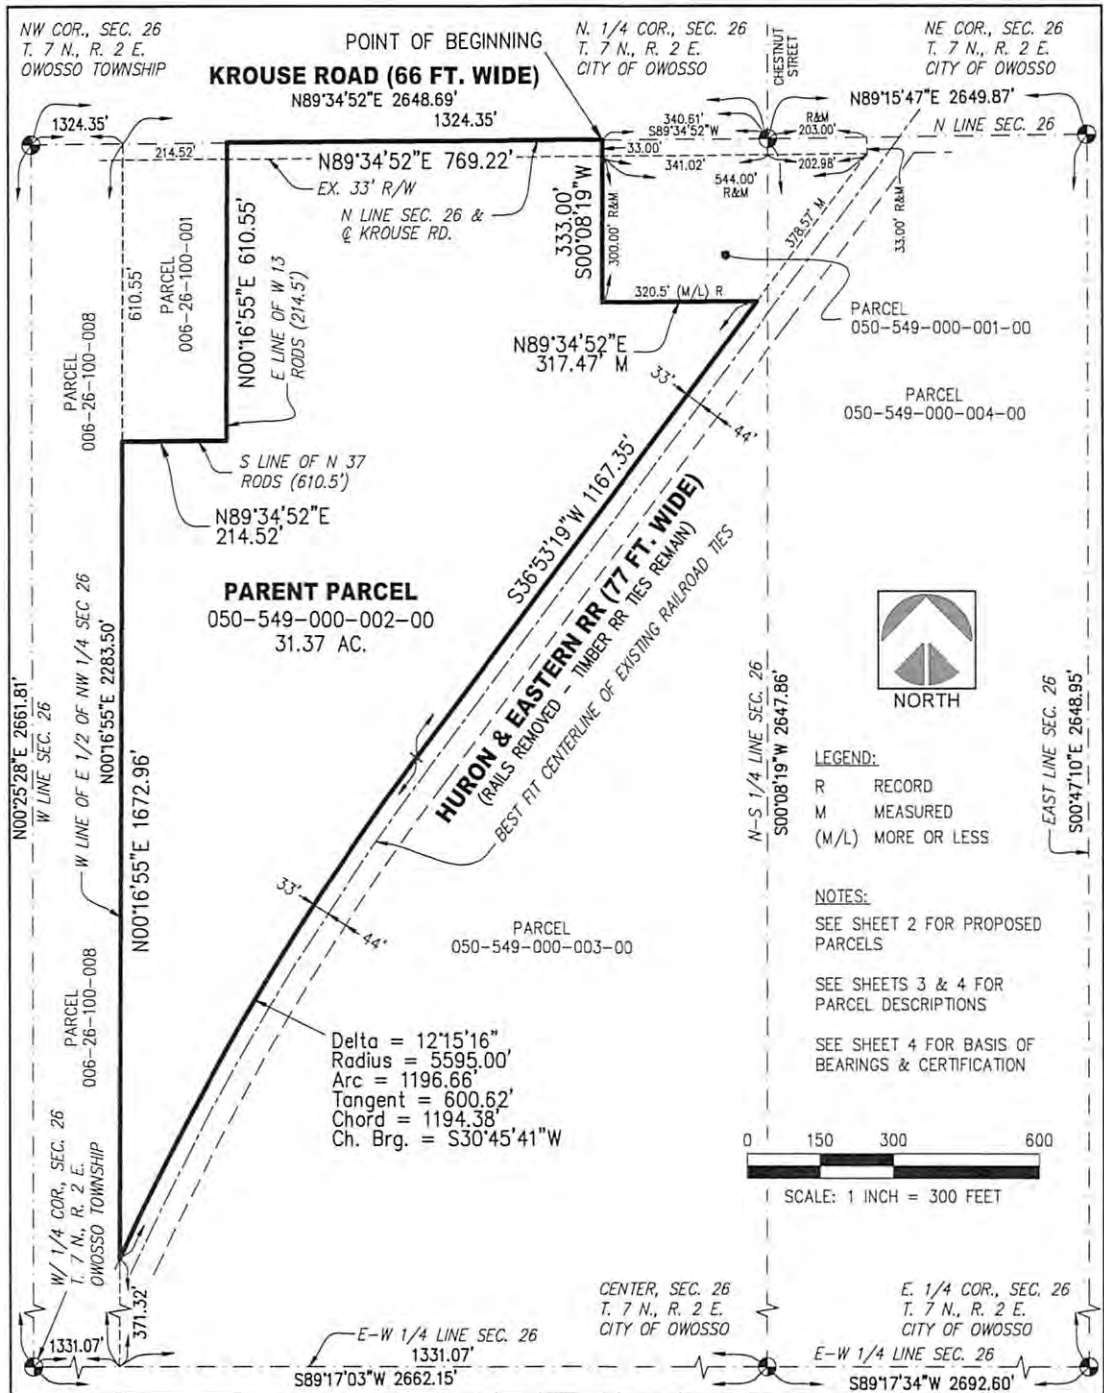 NW COR., SEC. 26
T. 7 N., R. 2 E.
OWOSSO TOWNSHIP
POINT OF BEGINNING
KROUSE ROAD (66 FT. WIDE)
N89°34'52"E 2648.69'
1324.35'
1324.35'
N. 1/4 COR., SEC. 26
T. 7 N., R. 2 E.
CITY OF OWOSSO
CHESTNUT
STREET
NE COR., SEC. 26
T. 7 N., R. 2 E.
CITY OF OWOSSO
N89°15'47"E 2649.87'
N LINE SEC. 26
340.61'
S89°34'52"W
R&M
203.00'
33.00'
341.02'
202.98'
544.00'
R&M
214.52'
N89°34'52"E 769.22'
EX. 33' R/W
N LINE SEC. 26 &
℄ KROUSE RD.
333.00'
S00°08'19"W
300.00' R&M
378.57' M
33.00' R&M
320.5' (M/L) R
N89°34'52"E
317.47' M
PARCEL
050-549-000-001-00
PARCEL
050-549-000-004-00
610.55'
PARCEL
006-26-100-001
N00°16'55"E 610.55'
E LINE OF W 13
RODS (214.5')
PARCEL
006-26-100-008
S LINE OF N 37
RODS (610.5')
N89°34'52"E
214.52'
33'
44'
PARENT PARCEL
050-549-000-002-00
31.37 AC.
S36°53'19"W 1167.35'
HURON & EASTERN RR (77 FT. WIDE)
(RAILS REMOVED - TIMBER RR TIES REMAIN)
BEST FIT CENTERLINE OF EXISTING RAILROAD TIES
N00°25'28"E 2661.81'
W LINE SEC. 26
W LINE OF E 1/2 OF NW 1/4 SEC 26
N00°16'55"E 2283.50'
N00°16'55"E 1672.96'
N-S 1/4 LINE SEC. 26
S00°08'19"W 2647.86'
NORTH
EAST LINE SEC. 26
S00°47'10"E 2648.95'
LEGEND:
R RECORD
M MEASURED
(M/L) MORE OR LESS
NOTES:
SEE SHEET 2 FOR PROPOSED
PARCELS
SEE SHEETS 3 & 4 FOR
PARCEL DESCRIPTIONS
SEE SHEET 4 FOR BASIS OF
BEARINGS & CERTIFICATION
33'
44'
PARCEL
050-549-000-003-00
PARCEL
006-26-100-008
Delta = 12°15'16"
Radius = 5595.00'
Arc = 1196.66'
Tangent = 600.62'
Chord = 1194.38'
Ch. Brg. = S30°45'41"W
0 150 300 600
SCALE: 1 INCH = 300 FEET
W/ 1/4 COR., SEC. 26
T. 7 N., R. 2 E.
OWOSSO TOWNSHIP
371.32'
1331.07'
E-W 1/4 LINE SEC. 26
1331.07'
S89°17'03"W 2662.15'
CENTER, SEC. 26
T. 7 N., R. 2 E.
CITY OF OWOSSO
E. 1/4 COR., SEC. 26
T. 7 N., R. 2 E.
CITY OF OWOSSO
E-W 1/4 LINE SEC. 26
S89°17'34"W 2692.60'